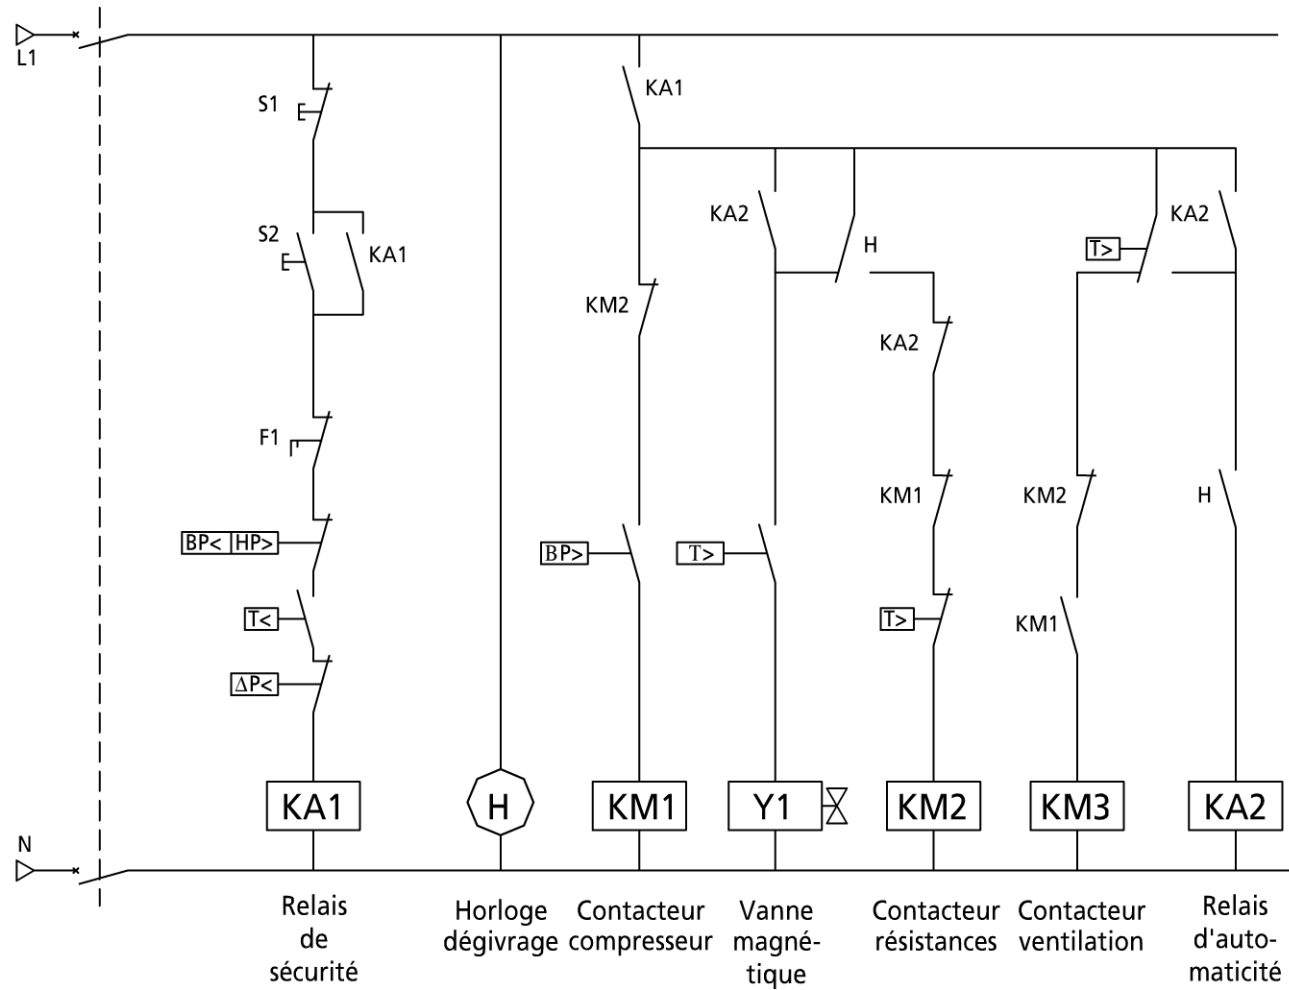 L1
S1
KA1
S2
KA1
KA2
H
T>
KA2
KM2
KA2
F1
KM1
KM2
H
BP< HP>
BP>
T>
T<
T>
KM1
ΔP<
KA1
H
KM1
Y1
KM2
KM3
KA2
N
Relais
de
sécurité
Horloge
dégivrage
Contacteur
compresseur
Vanne
magné-
tique
Contacteur
résistances
Contacteur
ventilation
Relais
d'auto-
maticité